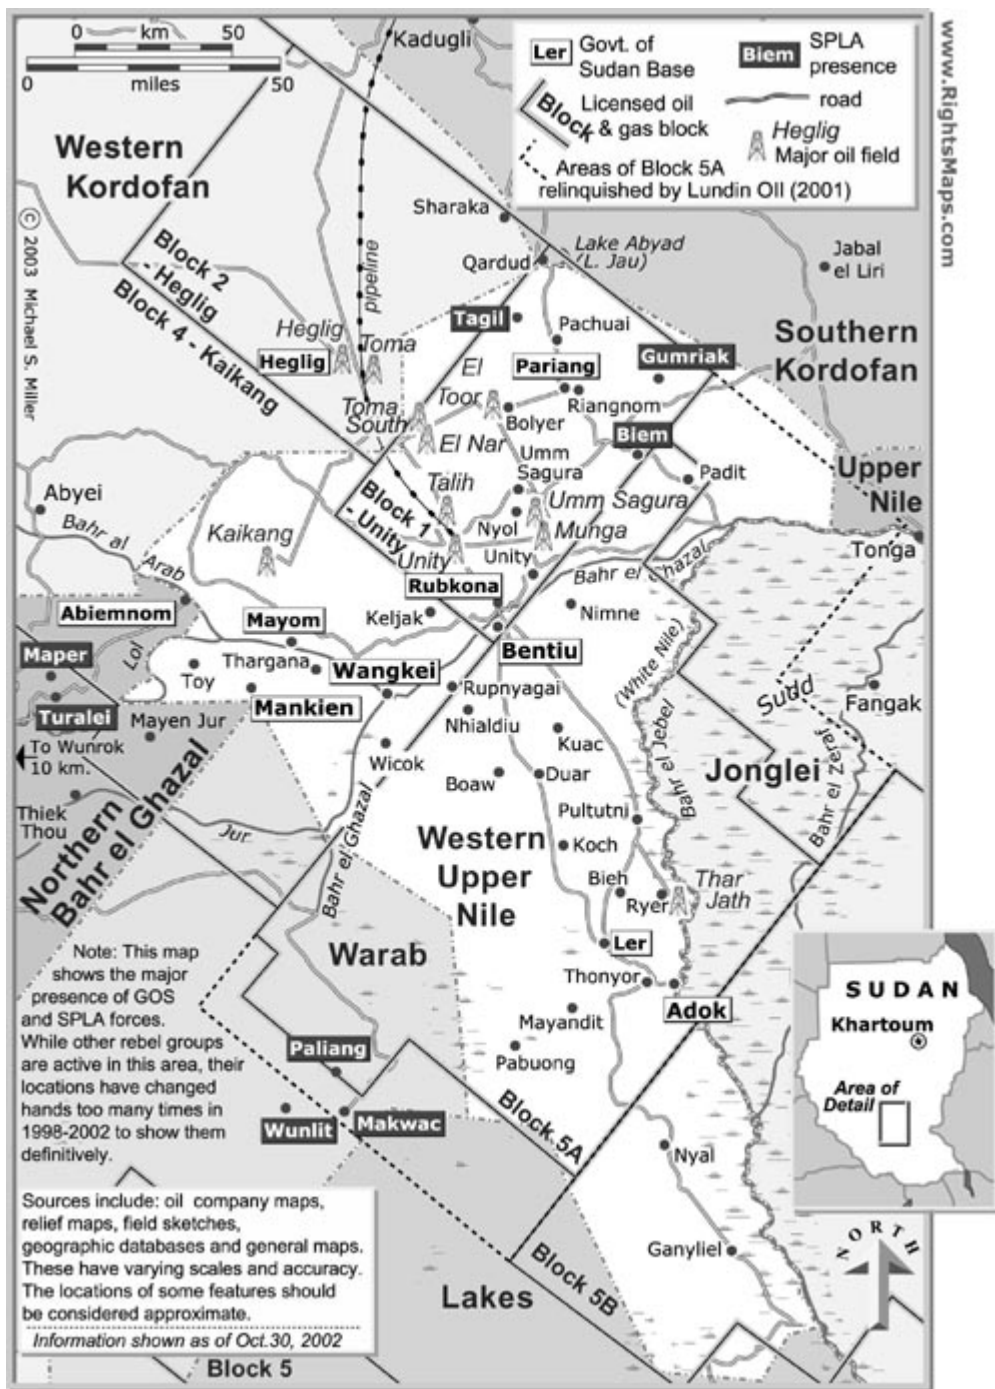 0 km 50
0 miles 50
Kadugli
Ler
Govt. of
Sudan Base
Biem
SPLA
presence
Block
Licensed oil
& gas block
road
Heglig
Major oil field
Areas of Block 5A
relinquished by Lundin OIl (2001)
www.RightsMaps.com
© 2003 Michael S. Miller
Western
Kordofan
Sharaka
Block 2
- Heglig
Block 4 - Kaikang
pipeline
Qardud
Lake Abyad
(L. Jau)
Jabal
el Liri
Southern
Kordofan
Tagil
Pachuai
Heglig
Heglig
Toma
El
Toor
Pariang
Gumriak
Toma
South
Riangnom
Bolyer
El Nar
Biem
Umm
Sagura
Padit
Upper
Nile
Talih
Umm Sagura
Abyei
Block 1
- Unity
Nyol
Munga
Kaikang
Unity
Unity
Tonga
Bahr al
Arab
Bahr el Ghazal
Rubkona
Abiemnom
Mayom
Keljak
Nimne
Bentiu
(White Nile)
Maper
Lol
Thargana
Wangkei
Toy
Rupnyagai
Sudd
Turalei
Mankien
Nhialdiu
Fangak
Mayen Jur
To Wunrok
10 km.
Wicok
Kuac
Bahr el Jebel
Jonglei
Bahr el Zeraf
Boaw
Duar
Thiek
Thou
Jur
Bahr el Ghazal
Pultutni
Northern
Bahr el Ghazal
Western
Upper
Nile
Koch
Bieh
Thar
Jath
Ryer
Ler
Warab
Thonyor
Adok
Mayandit
Pabuong
Note: This map
shows the major
presence of GOS
and SPLA forces.
While other rebel groups
are active in this area, their
locations have changed
hands too many times in
1998-2002 to show them
definitively.
Paliang
Wunlit
Makwac
Block 5A
Nyal
Ganyliel
Block 5B
Lakes
SUDAN
Khartoum
Area of
Detail
NORTH
Sources include: oil company maps,
relief maps, field sketches,
geographic databases and general maps.
These have varying scales and accuracy.
The locations of some features should
be considered approximate.
Information shown as of Oct.30, 2002
Block 5